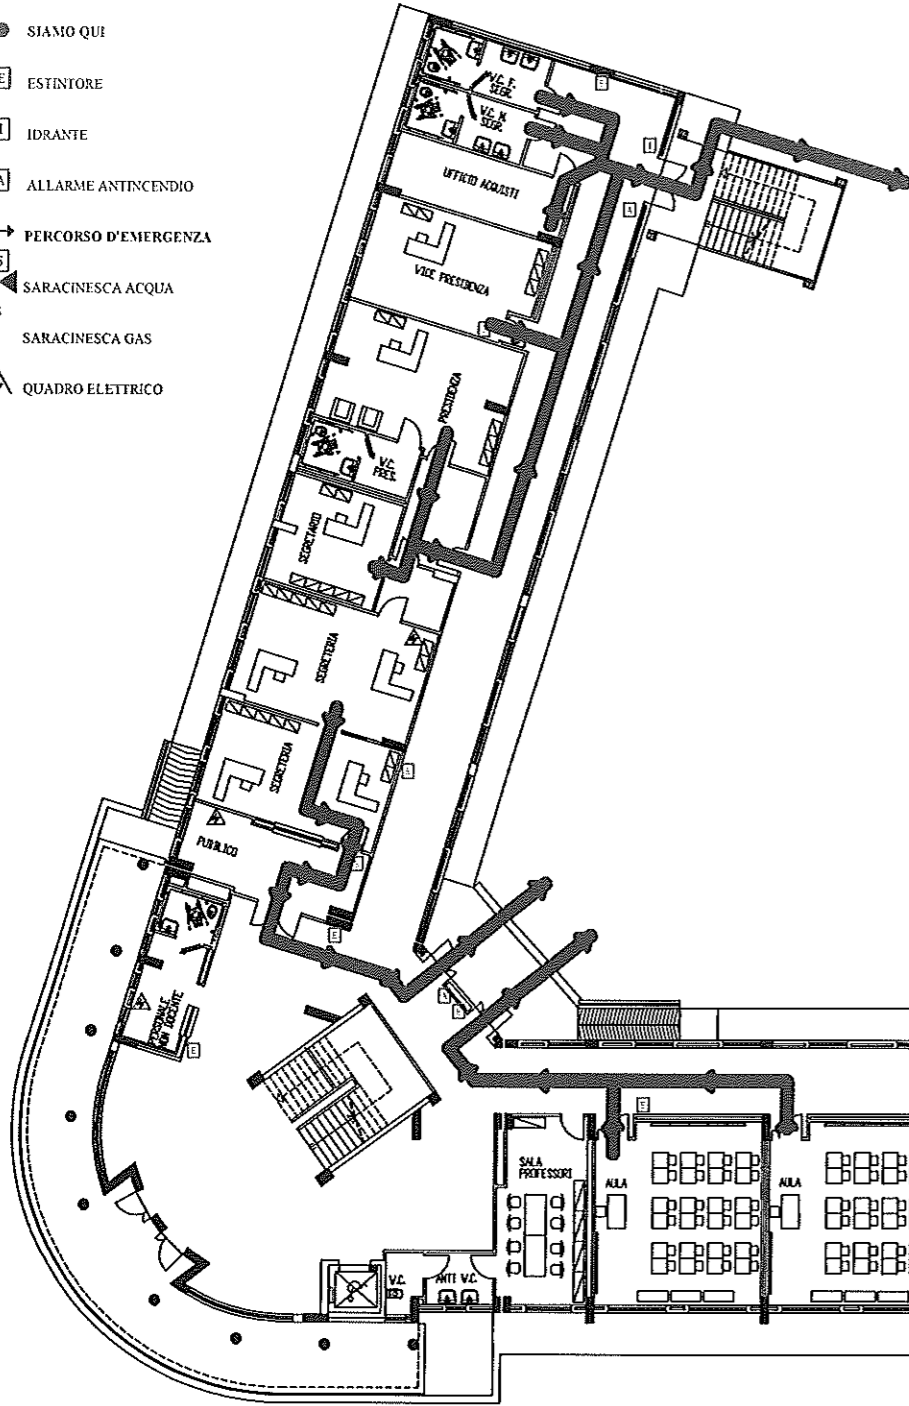 SIAMO QUI
E ESTINTORE
I IDRANTE
A ALLARME ANTINCENDIO
PERCORSO D'EMERGENZA
S
SARACINESCA ACQUA
SARACINESCA GAS
QUADRO ELETTRICO
V.C. F.
SEGR.
V.C. M
SEGR.
E
I
UFFICIO ACQUISTI
A
VICE PRESIDENZA
PRESIDENZA
V.C.
PRES.
SEGRETARIO
SEGRETERIA
SEGRETERIA
PUBBLICO
E
PERSONALE
NON DOCENTE
A
E
E
SALA
PROFESSORI
AULA
AULA
V.C.
ANTI V.C.